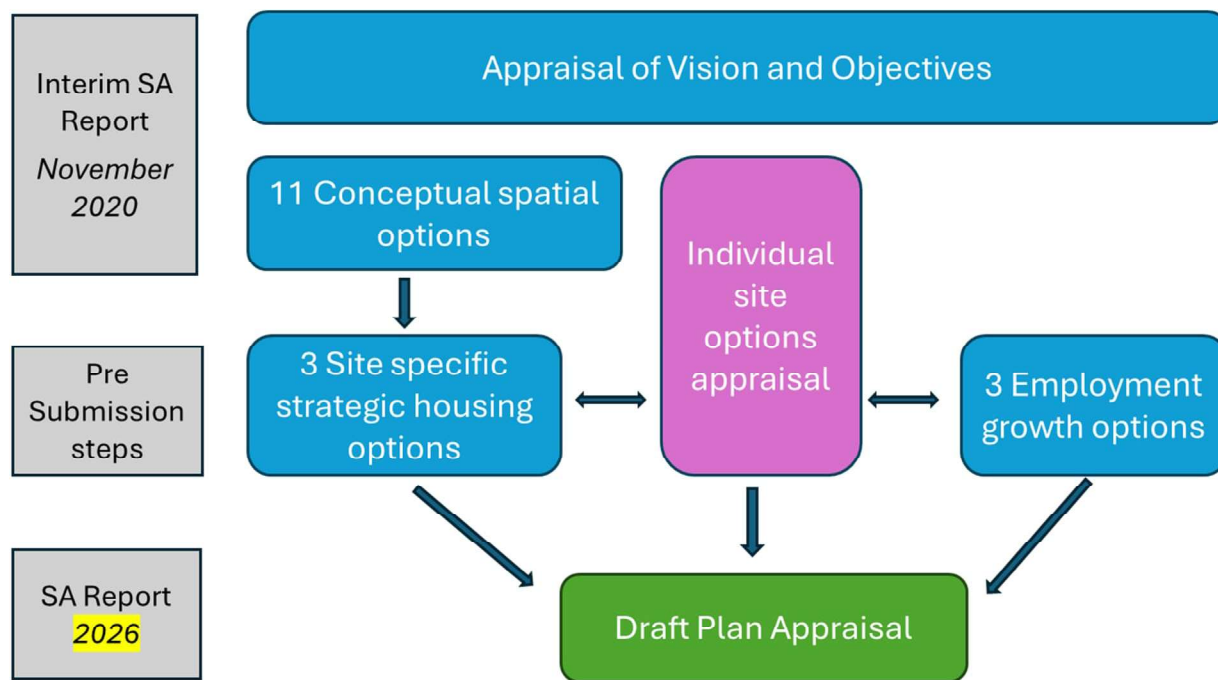 Interim SA
Report
November
2020
Appraisal of Vision and Objectives
11 Conceptual spatial
options
Individual
site
options
appraisal
Pre
Submission
steps
3 Site specific
strategic housing
options
3 Employment
growth options
SA Report
2026
Draft Plan Appraisal